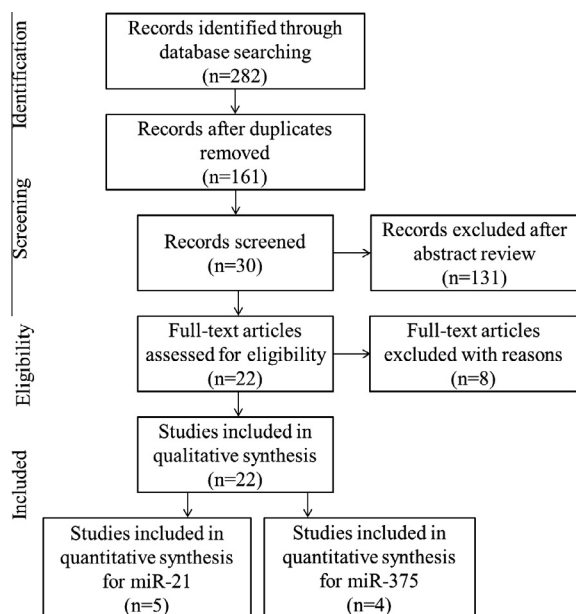 Identification
Records identified through
database searching
(n=282)
Records after duplicates
removed
(n=161)
Screening
Records screened
(n=30)
Records excluded after
abstract review
(n=131)
Eligibility
Full-text articles
assessed for eligibility
(n=22)
Full-text articles
excluded with reasons
(n=8)
Included
Studies included in
qualitative synthesis
(n=22)
Studies included in
quantitative synthesis
for miR-21
(n=5)
Studies included in
quantitative synthesis
for miR-375
(n=4)